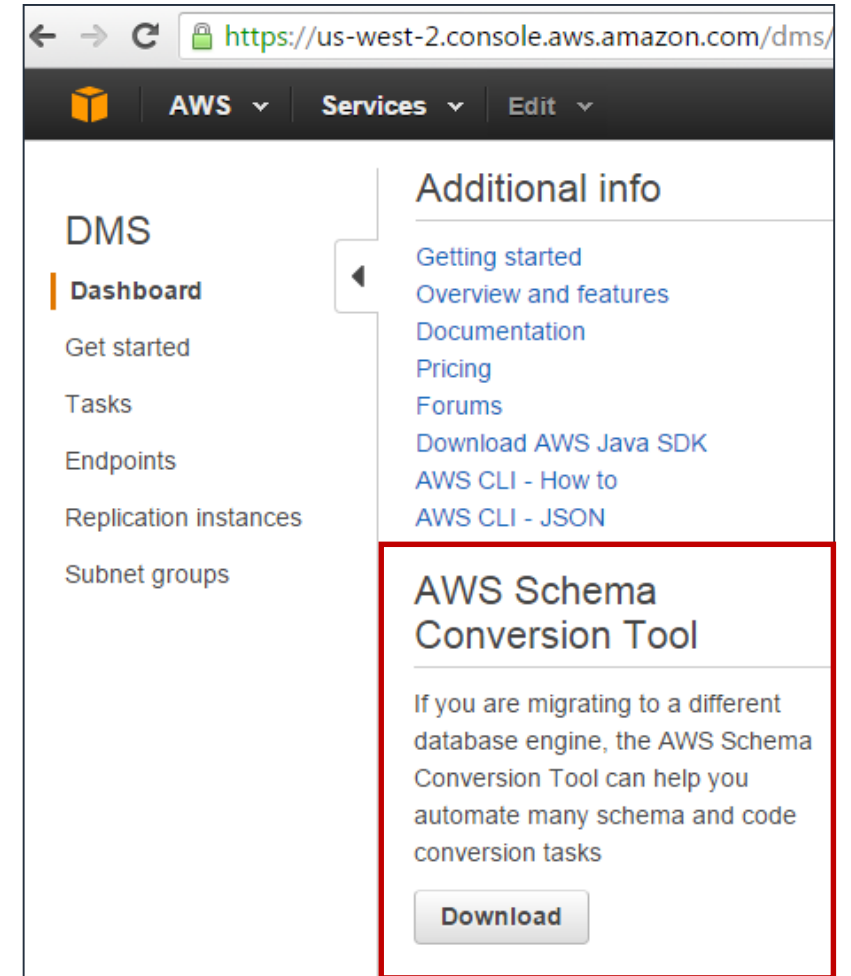 https://us-west-2.console.aws.amazon.com/dms/
AWS Services Edit
DMS
Dashboard
Get started
Tasks
Endpoints
Replication instances
Subnet groups
Additional info
Getting started
Overview and features
Documentation
Pricing
Forums
Download AWS Java SDK
AWS CLI - How to
AWS CLI - JSON
AWS Schema
Conversion Tool
If you are migrating to a different
database engine, the AWS Schema
Conversion Tool can help you
automate many schema and code
conversion tasks
Download